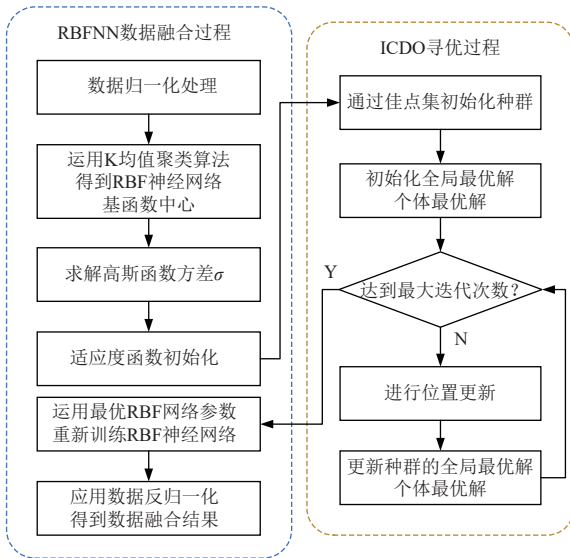 RBFNN数据融合过程
数据归一化处理
运用K均值聚类算法
得到RBF神经网络
基函数中心
求解高斯函数方差σ
适应度函数初始化
运用最优RBF网络参数
重新训练RBF神经网络
应用数据反归一化
得到数据融合结果
ICDO寻优过程
通过佳点集初始化种群
初始化全局最优解
个体最优解
达到最大迭代次数?
Y
N
进行位置更新
更新种群的全局最优解
个体最优解